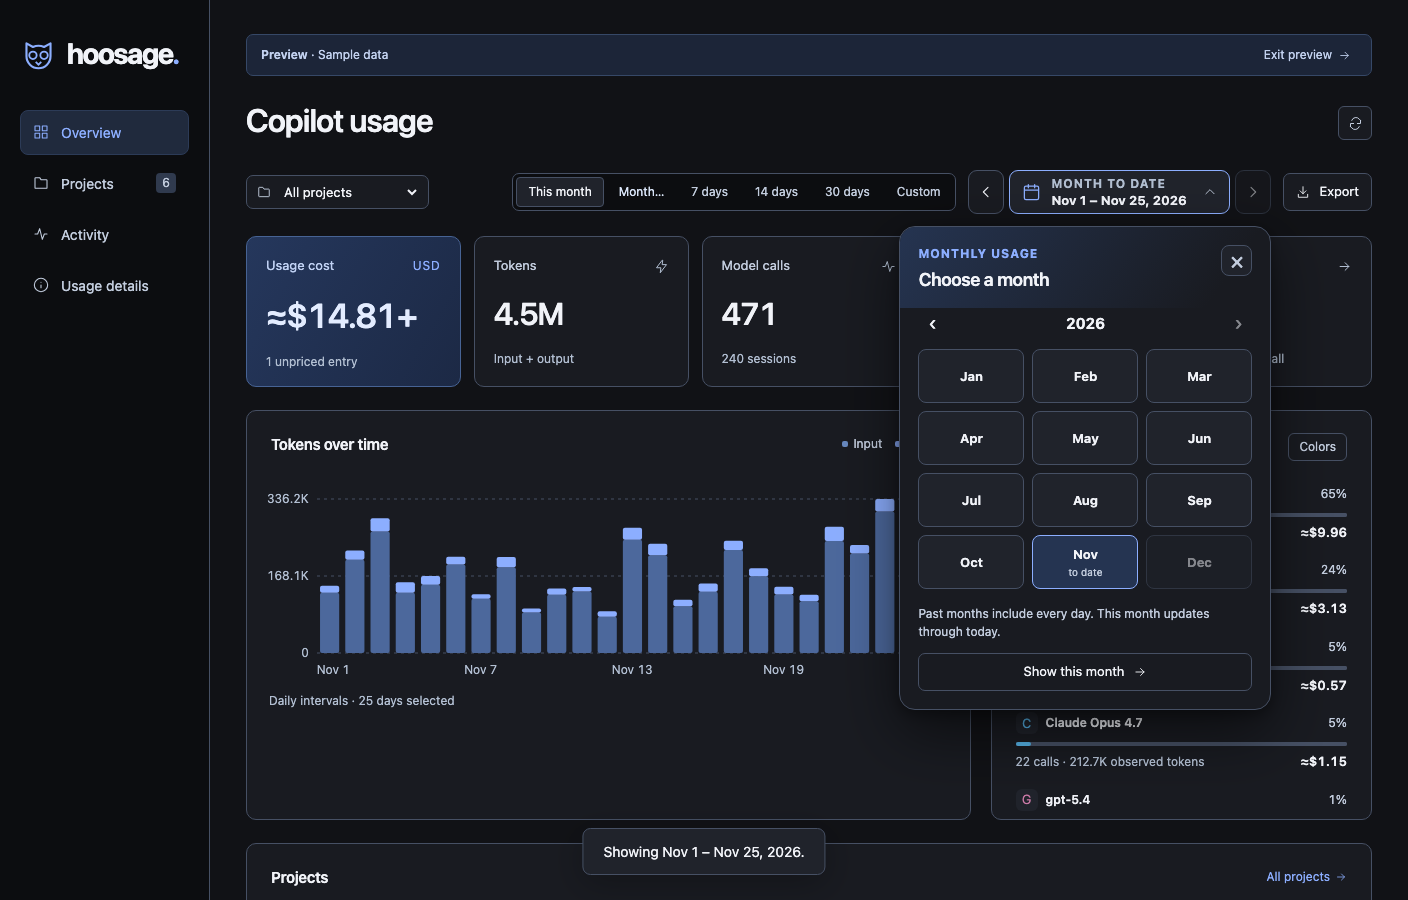 hoosage.
Overview
Projects 6
Activity
Usage details
Preview · Sample data
Exit preview →
Copilot usage
All projects
This month
Month...
7 days
14 days
30 days
Custom
MONTH TO DATE
Nov 1 – Nov 25, 2026
Export
Usage cost USD
≈$14.81+
1 unpriced entry
Tokens
4.5M
Input + output
Model calls
471
240 sessions
→
all
MONTHLY USAGE
Choose a month
2026
Jan Feb Mar
Apr May Jun
Jul Aug Sep
Oct Nov Dec
to date
Past months include every day. This month updates
through today.
Show this month →
Tokens over time
Input
336.2K
168.1K
0
Nov 1 Nov 7 Nov 13 Nov 19
Daily intervals · 25 days selected
Colors
65%
≈$9.96
24%
≈$3.13
5%
≈$0.57
C Claude Opus 4.7 5%
22 calls · 212.7K observed tokens ≈$1.15
G gpt-5.4 1%
Showing Nov 1 – Nov 25, 2026.
Projects
All projects →